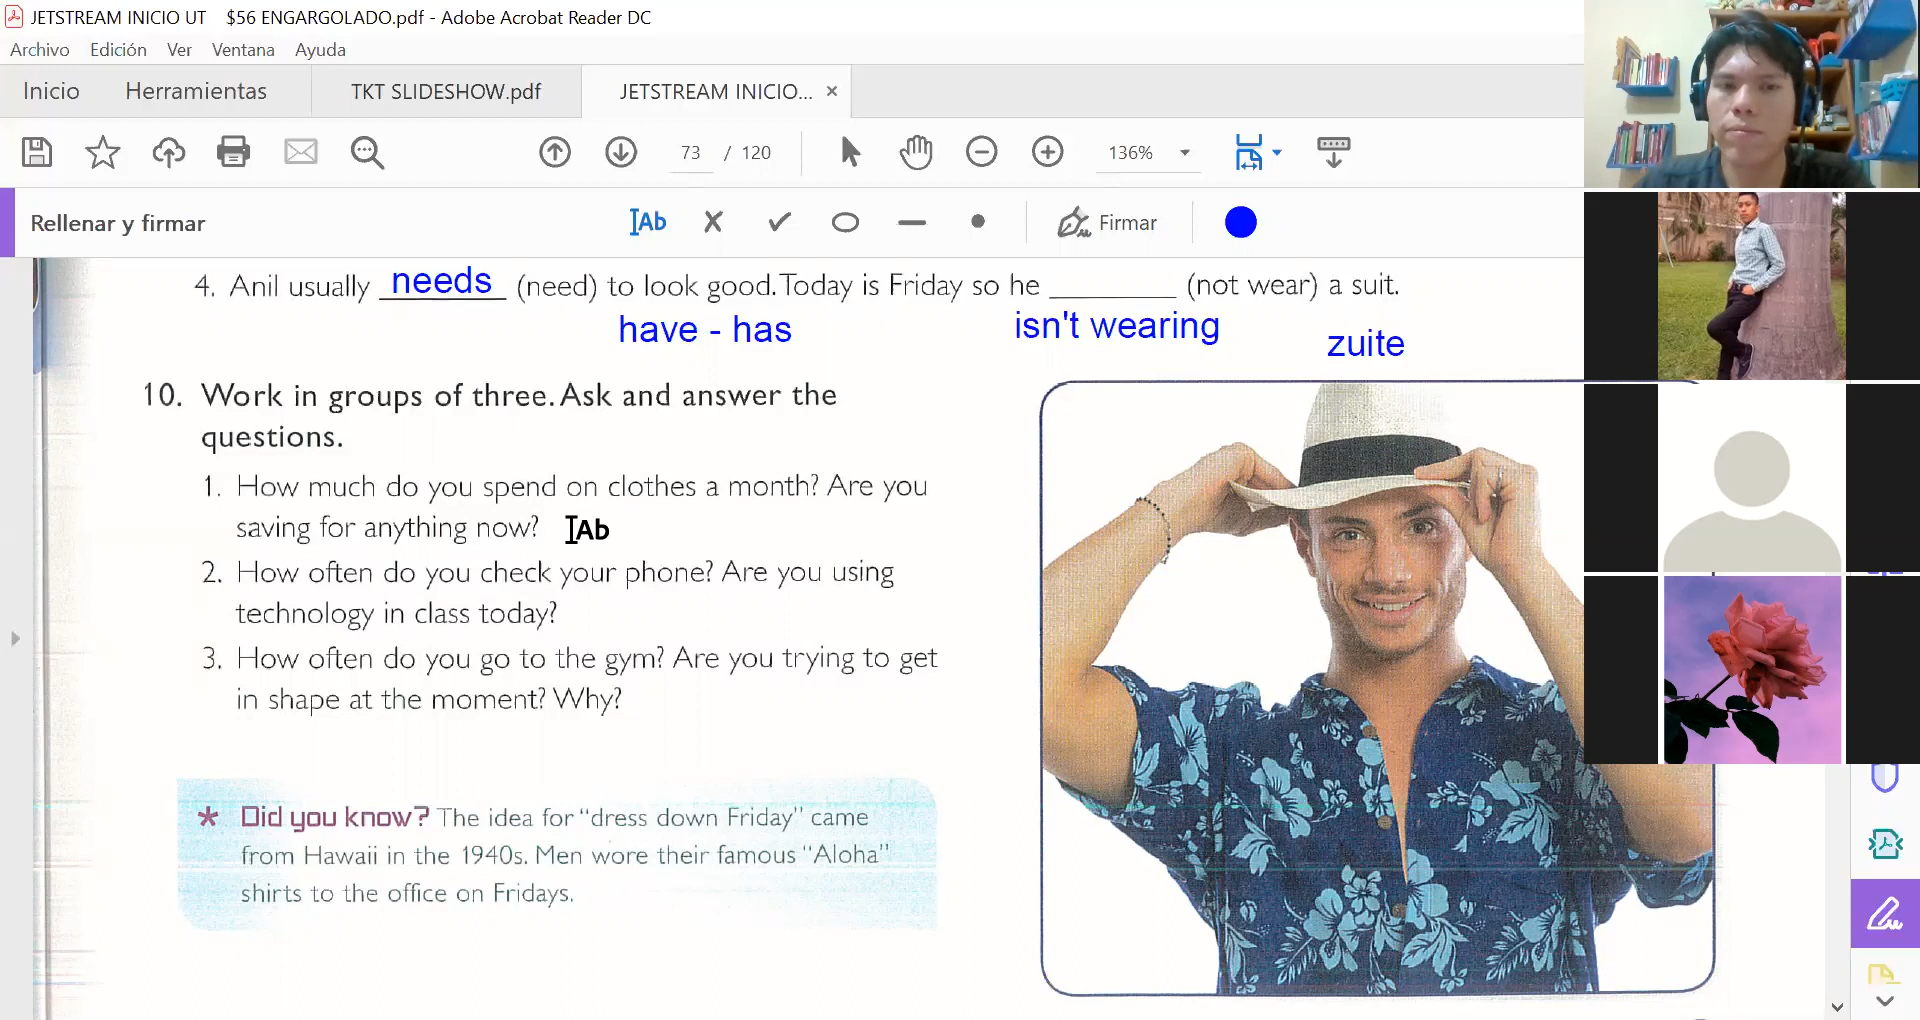 JETSTREAM INICIO UT $56 ENGARGOLADO.pdf - Adobe Acrobat Reader DC
Archivo Edición Ver Ventana Ayuda
Inicio Herramientas TKT SLIDESHOW.pdf JETSTREAM INICIO... ×
73 / 120 136%
Rellenar y firmar IAb Firmar
4. Anil usually needs (need) to look good. Today is Friday so he ________ (not wear) a suit.
have - has isn't wearing zuite
10. Work in groups of three. Ask and answer the
questions.
1. How much do you spend on clothes a month? Are you
saving for anything now? IAb
2. How often do you check your phone? Are you using
technology in class today?
3. How often do you go to the gym? Are you trying to get
in shape at the moment? Why?
* Did you know? The idea for "dress down Friday" came
from Hawaii in the 1940s. Men wore their famous "Aloha"
shirts to the office on Fridays.